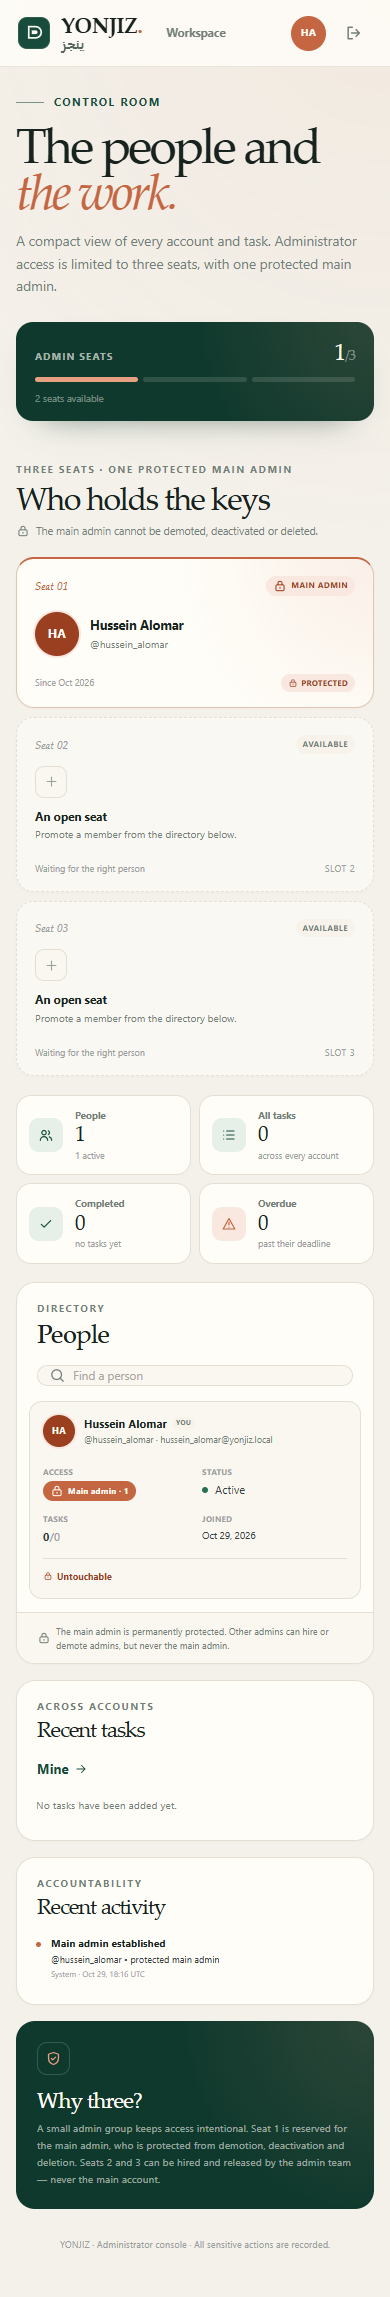 YONJIZ.
ينجز
Workspace
HA
CONTROL ROOM
The people and
the work.
A compact view of every account and task. Administrator
access is limited to three seats, with one protected main
admin.
ADMIN SEATS
1/3
2 seats available
THREE SEATS · ONE PROTECTED MAIN ADMIN
Who holds the keys
The main admin cannot be demoted, deactivated or deleted.
Seat 01
MAIN ADMIN
HA
Hussein Alomar
@hussein_alomar
Since Oct 2026
PROTECTED
Seat 02
AVAILABLE
An open seat
Promote a member from the directory below.
Waiting for the right person
SLOT 2
Seat 03
AVAILABLE
An open seat
Promote a member from the directory below.
Waiting for the right person
SLOT 3
People
1
1 active
All tasks
0
across every account
Completed
0
no tasks yet
Overdue
0
past their deadline
DIRECTORY
People
Find a person
HA
Hussein Alomar YOU
@hussein_alomar · hussein_alomar@yonjiz.local
ACCESS
Main admin · 1
STATUS
Active
TASKS
0/0
JOINED
Oct 29, 2026
Untouchable
The main admin is permanently protected. Other admins can hire or
demote admins, but never the main admin.
ACROSS ACCOUNTS
Recent tasks
Mine →
No tasks have been added yet.
ACCOUNTABILITY
Recent activity
Main admin established
@hussein_alomar • protected main admin
System · Oct 29, 18:16 UTC
Why three?
A small admin group keeps access intentional. Seat 1 is reserved for
the main admin, who is protected from demotion, deactivation and
deletion. Seats 2 and 3 can be hired and released by the admin team
— never the main account.
YONJIZ · Administrator console · All sensitive actions are recorded.